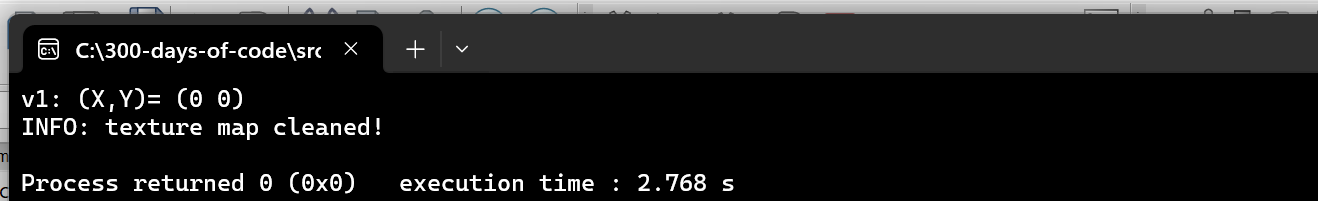 C:\300-days-of-code\src
v1: (X,Y)= (0 0)
INFO: texture map cleaned!
Process returned 0 (0x0)   execution time : 2.768 s